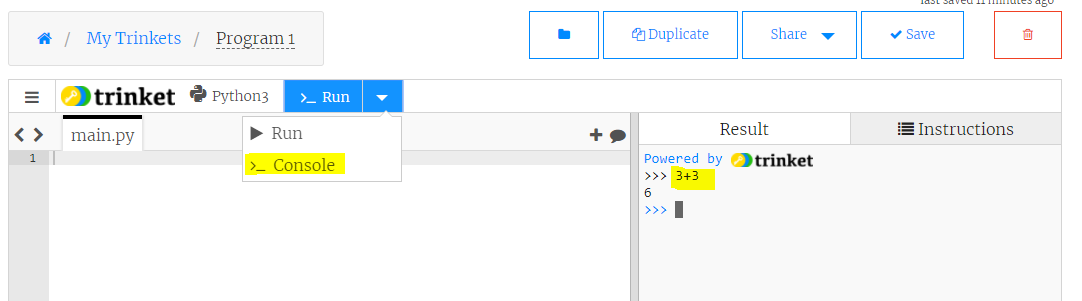 last saved 11 minutes ago
/ My Trinkets / Program 1
Duplicate
Share
Save
trinket Python3 >_ Run
main.py
Run
>_ Console
1
Result
Instructions
Powered by trinket
>>> 3+3
6
>>>